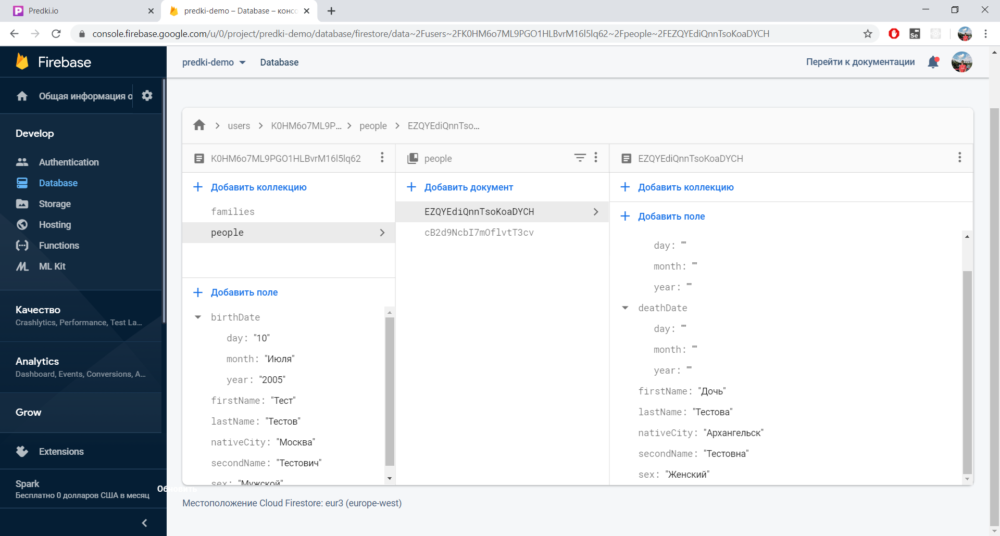 Predki.io
predki-demo – Database – консо
console.firebase.google.com/u/0/project/predki-demo/database/firestore/data~2Fusers~2FK0HM6o7ML9PGO1HLBvrM16l5lq62~2Fpeople~2FEZQYEdiQnnTsoKoaDYCH
Se
Firebase
predki-demo
Database
Перейти к документации
Общая информация о
Develop
Authentication
Database
Storage
Hosting
Functions
ML Kit
Качество
Crashlytics, Performance, Test La...
Analytics
Dashboard, Events, Conversions, A...
Grow
Extensions
Spark
Бесплатно 0 долларов США в месяц
Обновить
users
K0HM6o7ML9P...
people
EZQYEdiQnnTso...
K0HM6o7ML9PGO1HLBvrM16l5lq62
Добавить коллекцию
families
people
Добавить поле
birthDate
day: "10"
month: "Июля"
year: "2005"
firstName: "Тест"
lastName: "Тестов"
nativeCity: "Москва"
secondName: "Тестович"
sex: "Мужской"
people
Добавить документ
EZQYEdiQnnTsoKoaDYCH
cB2d9NcbI7mOflvtT3cv
EZQYEdiQnnTsoKoaDYCH
Добавить коллекцию
Добавить поле
day: ""
month: ""
year: ""
deathDate
day: ""
month: ""
year: ""
firstName: "Дочь"
lastName: "Тестова"
nativeCity: "Архангельск"
secondName: "Тестовна"
sex: "Женский"
Местоположение Cloud Firestore: eur3 (europe-west)